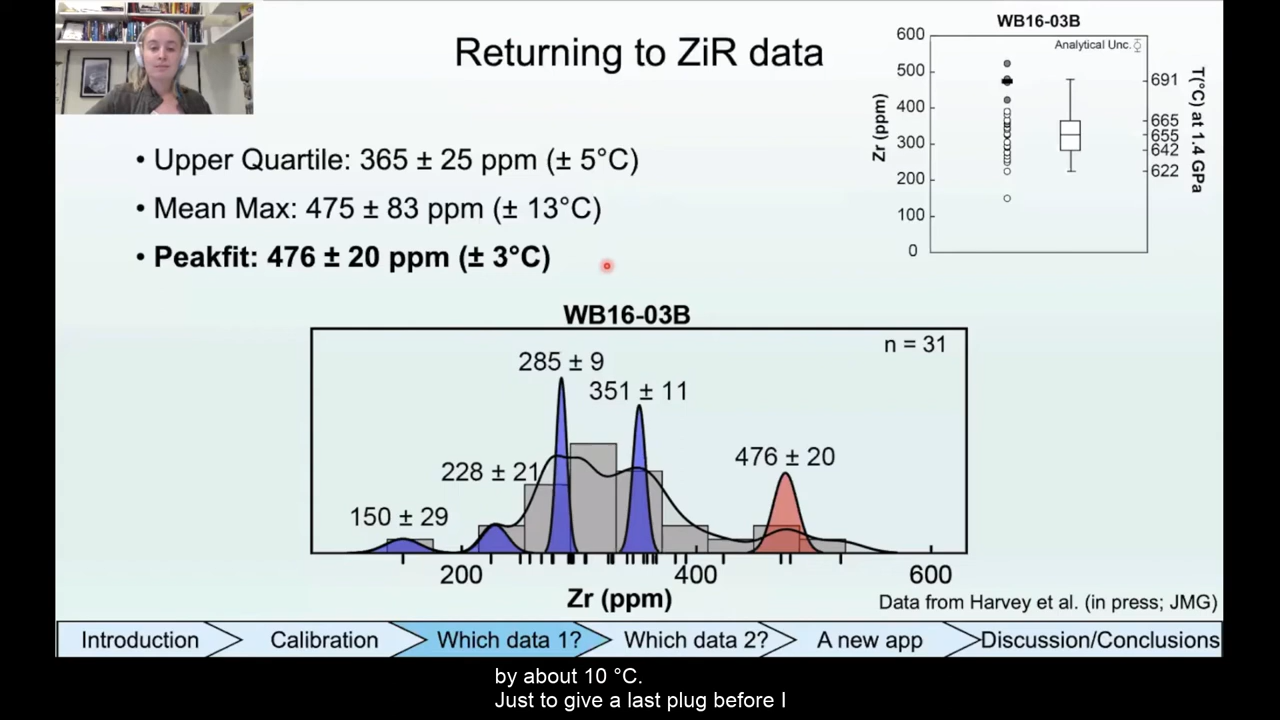 Returning to ZiR data
• Upper Quartile: 365 ± 25 ppm (± 5°C)
• Mean Max: 475 ± 83 ppm (± 13°C)
• Peakfit: 476 ± 20 ppm (± 3°C)
WB16-03B
Analytical Unc.
600
500
400
300
200
100
0
Zr (ppm)
691
665
655
642
622
T(°C) at 1.4 GPa
WB16-03B
n = 31
285 ± 9
351 ± 11
476 ± 20
228 ± 21
150 ± 29
200 400 600
Zr (ppm)
Data from Harvey et al. (in press; JMG)
Introduction Calibration Which data 1? Which data 2? A new app Discussion/Conclusions
by about 10 °C.
Just to give a last plug before I